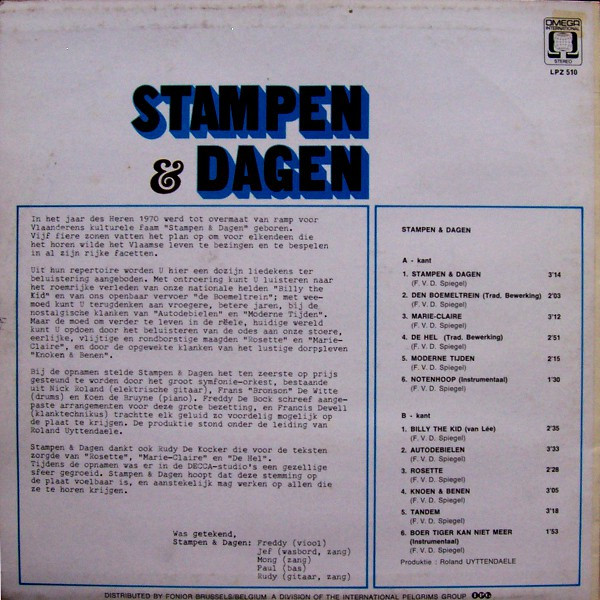 OMEGA
INTERNATIONAL
STEREO
LPZ 510
STAMPEN
& DAGEN
In het jaar des Heren 1970 werd tot overmaat van ramp voor
Vlaanderens kulturele faam "Stampen & Dagen" geboren.
Vijf fiere zonen vatten het plan op om voor elkendeen die
het horen wilde het Vlaamse leven te bezingen en te bespelen
in al zijn rijke facetten.
Uit hun repertoire worden U hier een dozijn liedekens ter
beluistering aangeboden. Met ontroering kunt U luisteren naar
het roemrijke verleden van onze nationale helden "Billy the
Kid" en van ons openbaar vervoer "de Boemeltrein"; met wee-
moed kunt U terugdenken aan vroegere, betere jaren, bij de
nostalgische klanken van "Autodebielen" en "Moderne Tijden".
Maar de moed om verder te leven in de réële, huidige wereld
kunt U opdoen door het beluisteren van de odes aan onze stoere,
eerlijke, vlijtige en rondborstige maagden "Rosette" en "Marie-
Claire", en door de opgewekte klanken van het lustige dorpsleven
"Knoken & Benen".
Bij de opnamen stelde Stampen & Dagen het ten zeerste op prijs
gesteund te worden door het groot symfonie-orkest, bestaande
uit Nick Roland (elektrische gitaar), Frans "Bronson" De Witte
(drums) en Koen de Bruyne (piano). Freddy De Bock schreef aange-
paste arrangementen voor deze grote bezetting, en Francis Dewell
(klanktechnikus) trachtte elk geluid zo voordelig mogelijk op
de plaat te krijgen. De produktie stond onder de leiding van
Roland Uyttendaele.
Stampen & Dagen dankt ook Rudy De Kocker die voor de teksten
zorgde van "Rosette", "Marie-Claire" en "De Hel".
Tijdens de opnamen was er in de DECCA-studio's een gezellige
sfeer gegroeid. Stampen & Dagen hoopt dat deze stemming op
de plaat voelbaar is, en aanstekelijk mag werken op allen die
ze te horen krijgen.
Was getekend,
Stampen & Dagen: Freddy (viool)
Jef (wasbord, zang)
Mong (zang)
Paul (bas)
Rudy (gitaar, zang)
STAMPEN & DAGEN
A - kant
1. STAMPEN & DAGEN 3'14
(F. V. D. Spiegel)
2. DEN BOEMELTREIN (Trad. Bewerking) 2'03
(F. V. D. Spiegel)
3. MARIE-CLAIRE 3'12
(F. V. D. Spiegel)
4. DE HEL (Trad. Bewerking) 2'51
(F. V. D. Spiegel)
5. MODERNE TIJDEN 2'15
(F. V. D. Spiegel)
6. NOTENHOOP (Instrumentaal) 1'30
(F. V. D. Spiegel)
B - kant
1. BILLY THE KID (van Lée) 2'35
(F. V. D. Spiegel)
2. AUTODEBIELEN 3'33
(F. V. D. Spiegel)
3. ROSETTE 2'28
(F. V. D. Spiegel)
4. KNOEN & BENEN 3'05
(F. V. D. Spiegel)
5. TANDEM 3'18
(F. V. D. Spiegel)
6. BOER TIGER KAN NIET MEER 1'53
(Instrumentaal)
(F. V. D. Spiegel)
Produktie : Roland UYTTENDAELE
DISTRIBUTED BY FONIOR BRUSSELS/BELGIUM. A DIVISION OF THE INTERNATIONAL PELGRIMS GROUP IPG